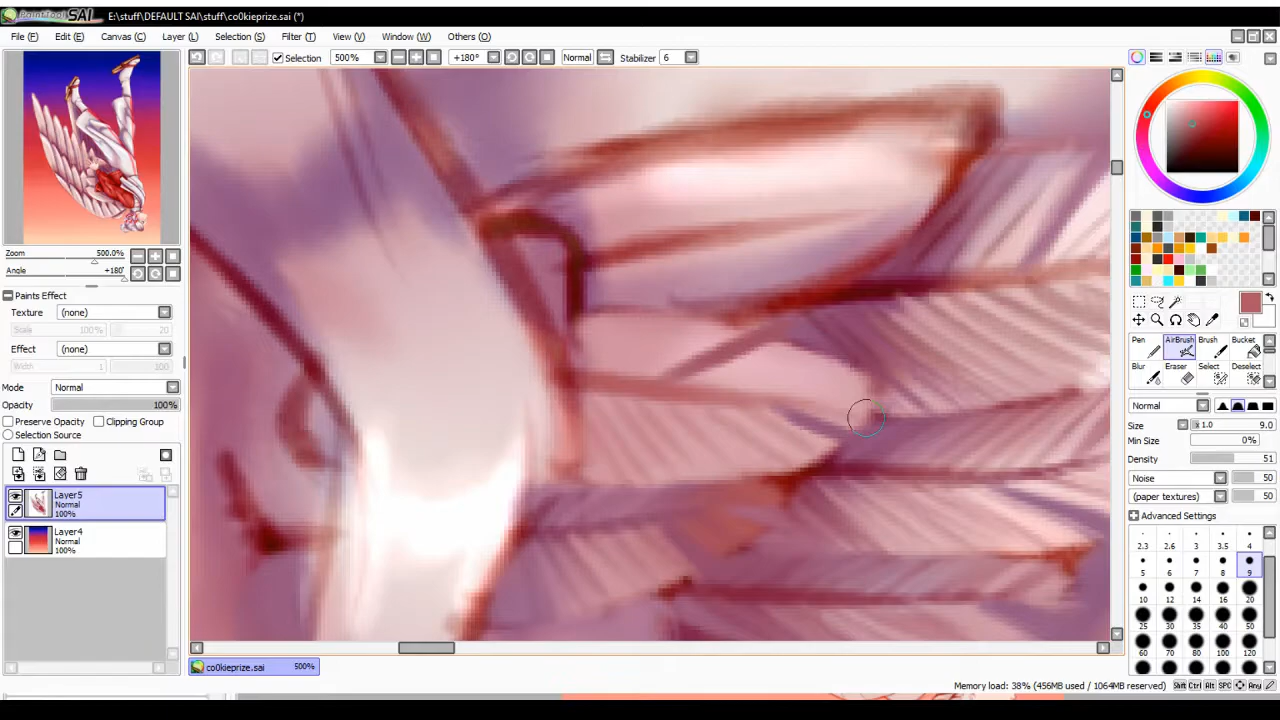 PaintTool SAI E:\stuff\DEFAULT SAI\stuff\co0kieprize.sai (*)
File (F) Edit (E) Canvas (C) Layer (L) Selection (S) Filter (T) View (V) Window (W) Others (O)
Selection 500% +180° Normal Stabilizer 6
Zoom 500.0%
Angle +180°
Paints Effect
Texture (none)
Scale 100% 20
Effect (none)
Width 100
Mode Normal
Opacity 100%
Preserve Opacity Clipping Group
Selection Source
Layer5
Normal
100%
Layer4
Normal
100%
Pen AirBrush Brush Bucket
Blur Eraser Select Deselect
Normal
Size x 1.0 9.0
Min Size 0%
Density 51
Noise 50
(paper textures) 50
Advanced Settings
2.3 2.6 3 3.5 4
5 6 7 8 9
10 12 14 16 20
25 30 35 40 50
60 70 80 100 120
co0kieprize.sai 500%
Memory load: 38% (456MB used / 1064MB reserved) Shift Ctrl Alt SPC Any